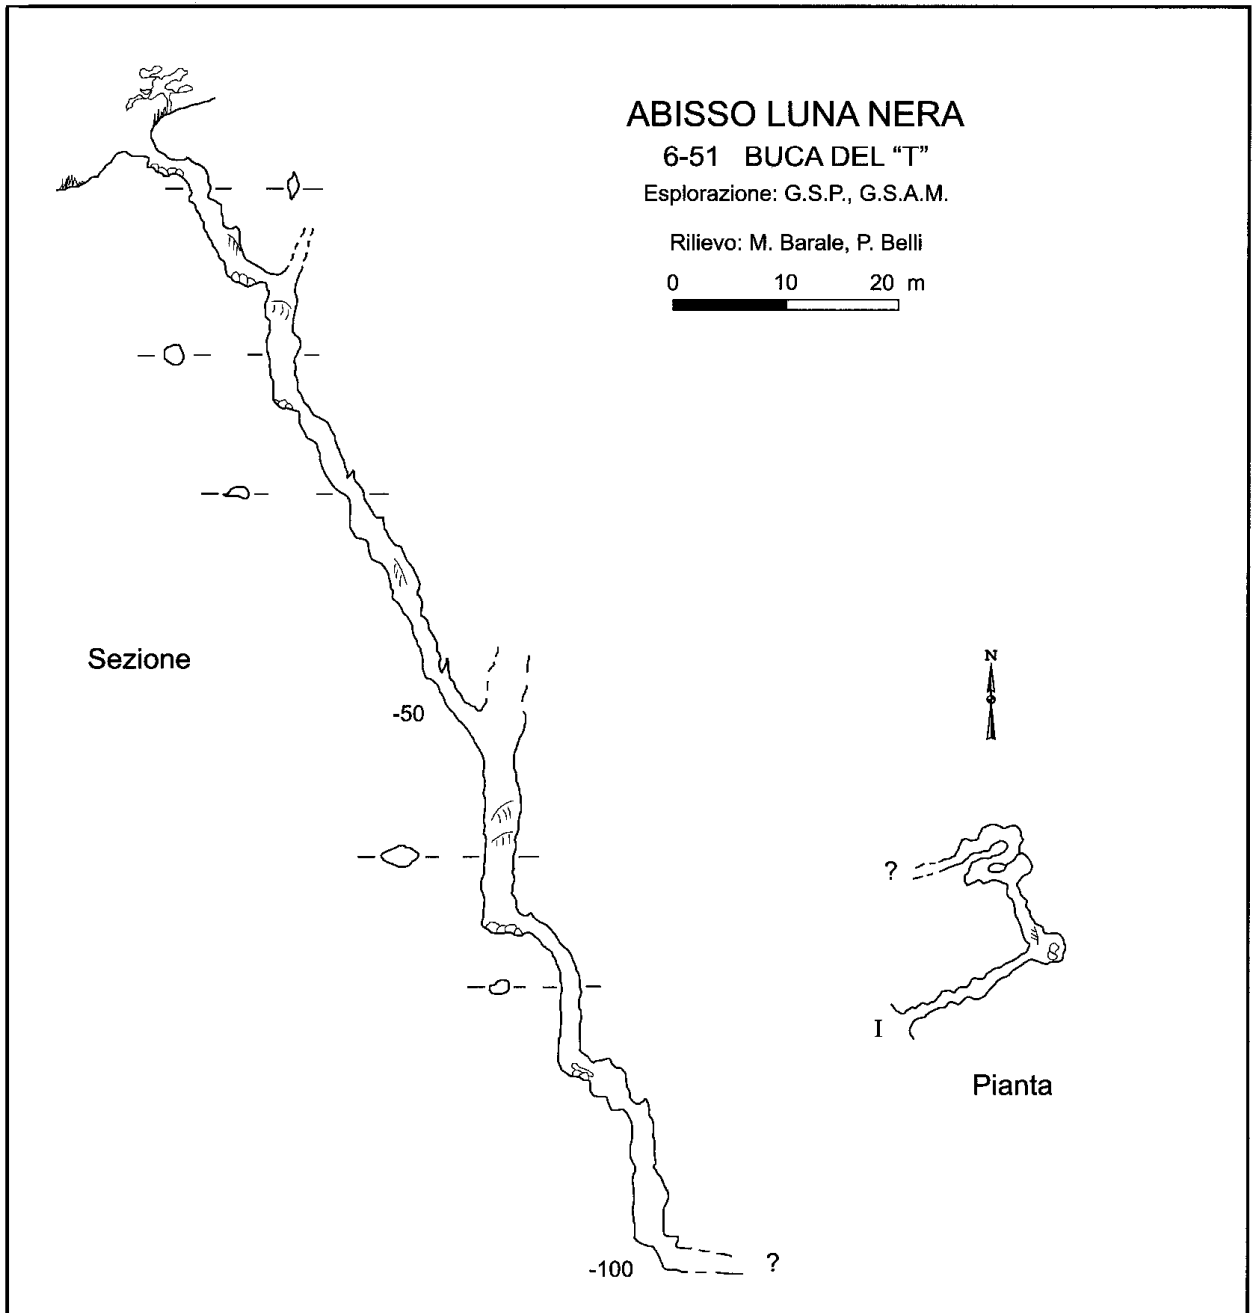 ABISSO LUNA NERA
6-51 BUCA DEL “T”
Esplorazione: G.S.P., G.S.A.M.
Rilievo: M. Barale, P. Belli
0 10 20 m
Sezione
-50
N
?
I
Pianta
-100
?